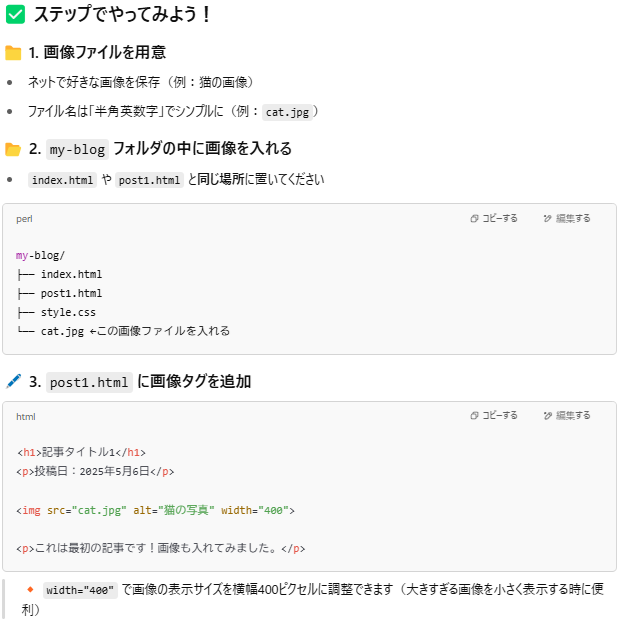 ✅ ステップでやってみよう！
📁 1. 画像ファイルを用意
• ネットで好きな画像を保存（例：猫の画像）
• ファイル名は「半角英数字」でシンプルに（例：cat.jpg）
📂 2. my-blog フォルダの中に画像を入れる
• index.html や post1.html と同じ場所に置いてください
perl コピーする 編集する
my-blog/
├── index.html
├── post1.html
├── style.css
└── cat.jpg ←この画像ファイルを入れる
🖊️ 3. post1.html に画像タグを追加
html コピーする 編集する
<h1>記事タイトル1</h1>
<p>投稿日：2025年5月6日</p>
<img src="cat.jpg" alt="猫の写真" width="400">
<p>これは最初の記事です！画像も入れてみました。</p>
🔸 width="400" で画像の表示サイズを横幅400ピクセルに調整できます（大きすぎる画像を小さく表示する時に便
利）